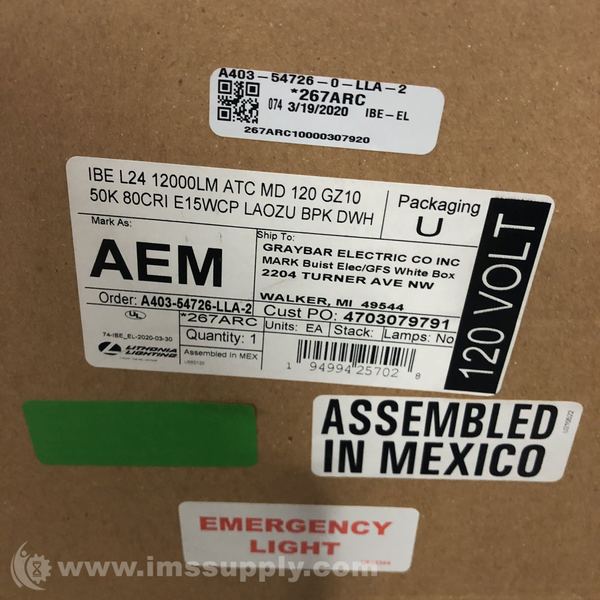 A403-54726-0-LLA-2
*267ARC
074 3/19/2020 IBE-EL
267ARC10000307920
IBE L24 12000LM ATC MD 120 GZ10
50K 80CRI E15WCP LAOZU BPK DWH
Packaging
U
120 VOLT
Mark As:
AEM
Ship To:
GRAYBAR ELECTRIC CO INC
MARK Buist Elec/GFS White Box
2204 TURNER AVE NW
WALKER, MI 49544
Order: A403-54726-LLA-2
Cust PO: 4703079791
UL
*267ARC
Units: EA Stack: Lamps: No
74-IBE_EL-2020-03-30
Quantity: 1
LITHONIA
LIGHTING
Assembled in MEX
1 94994 25702 8
ASSEMBLED
IN MEXICO
EMERGENCY
LIGHT
www.imssupply.com